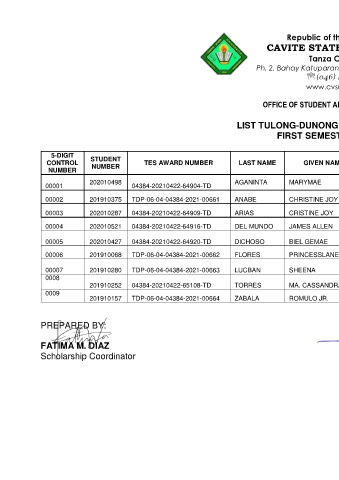 Republic of th
CAVITE STATE
Tanza C
Ph. 2, Bahay Katuparan
(046)
www.cvs
OFFICE OF STUDENT A
LIST TULONG-DUNONG
FIRST SEMEST
5-DIGIT CONTROL NUMBER STUDENT NUMBER TES AWARD NUMBER LAST NAME GIVEN NAM
00001 202010498 04384-20210422-64904-TD AGANINTA MARYMAE
00002 201910375 TDP-06-04-04384-2021-00661 ANABE CHRISTINE JOY
00003 202010287 04384-20210422-64909-TD ARIAS CRISTINE JOY
00004 202010521 04384-20210422-64916-TD DEL MUNDO JAMES ALLEN
00005 202010427 04384-20210422-64920-TD DICHOSO BIEL GEMAE
00006 201910068 TDP-06-04-04384-2021-00662 FLORES PRINCESSLANE
00007 201910280 TDP-06-04-04384-2021-00663 LUCBAN SHEENA
0008 201910252 04384-20210422-65108-TD TORRES MA. CASSANDRA
0009 201910157 TDP-06-04-04384-2021-00664 ZABALA ROMULO JR.
PREPARED BY:
FATIMA M. DIAZ
Scholarship Coordinator